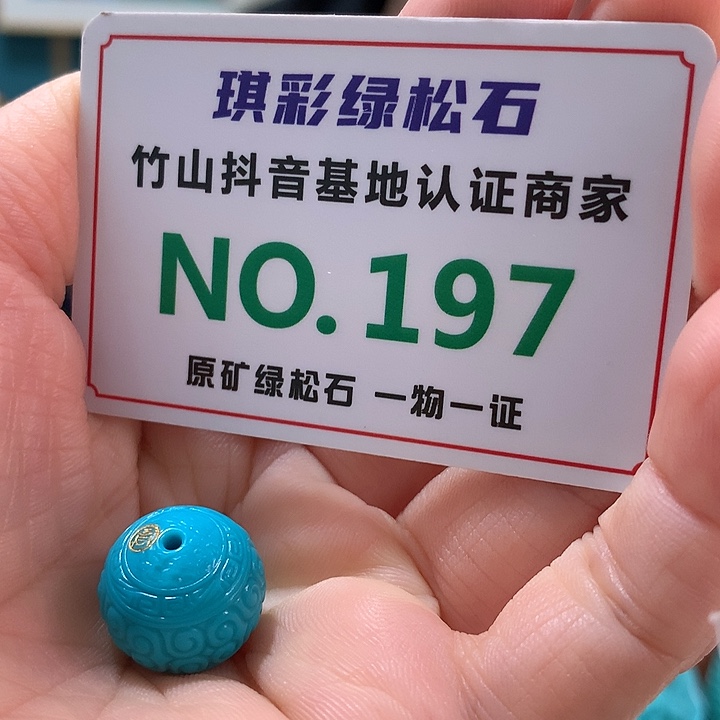 琪彩绿松石
竹山抖音基地认证商家
NO.197
原矿绿松石 一物一证